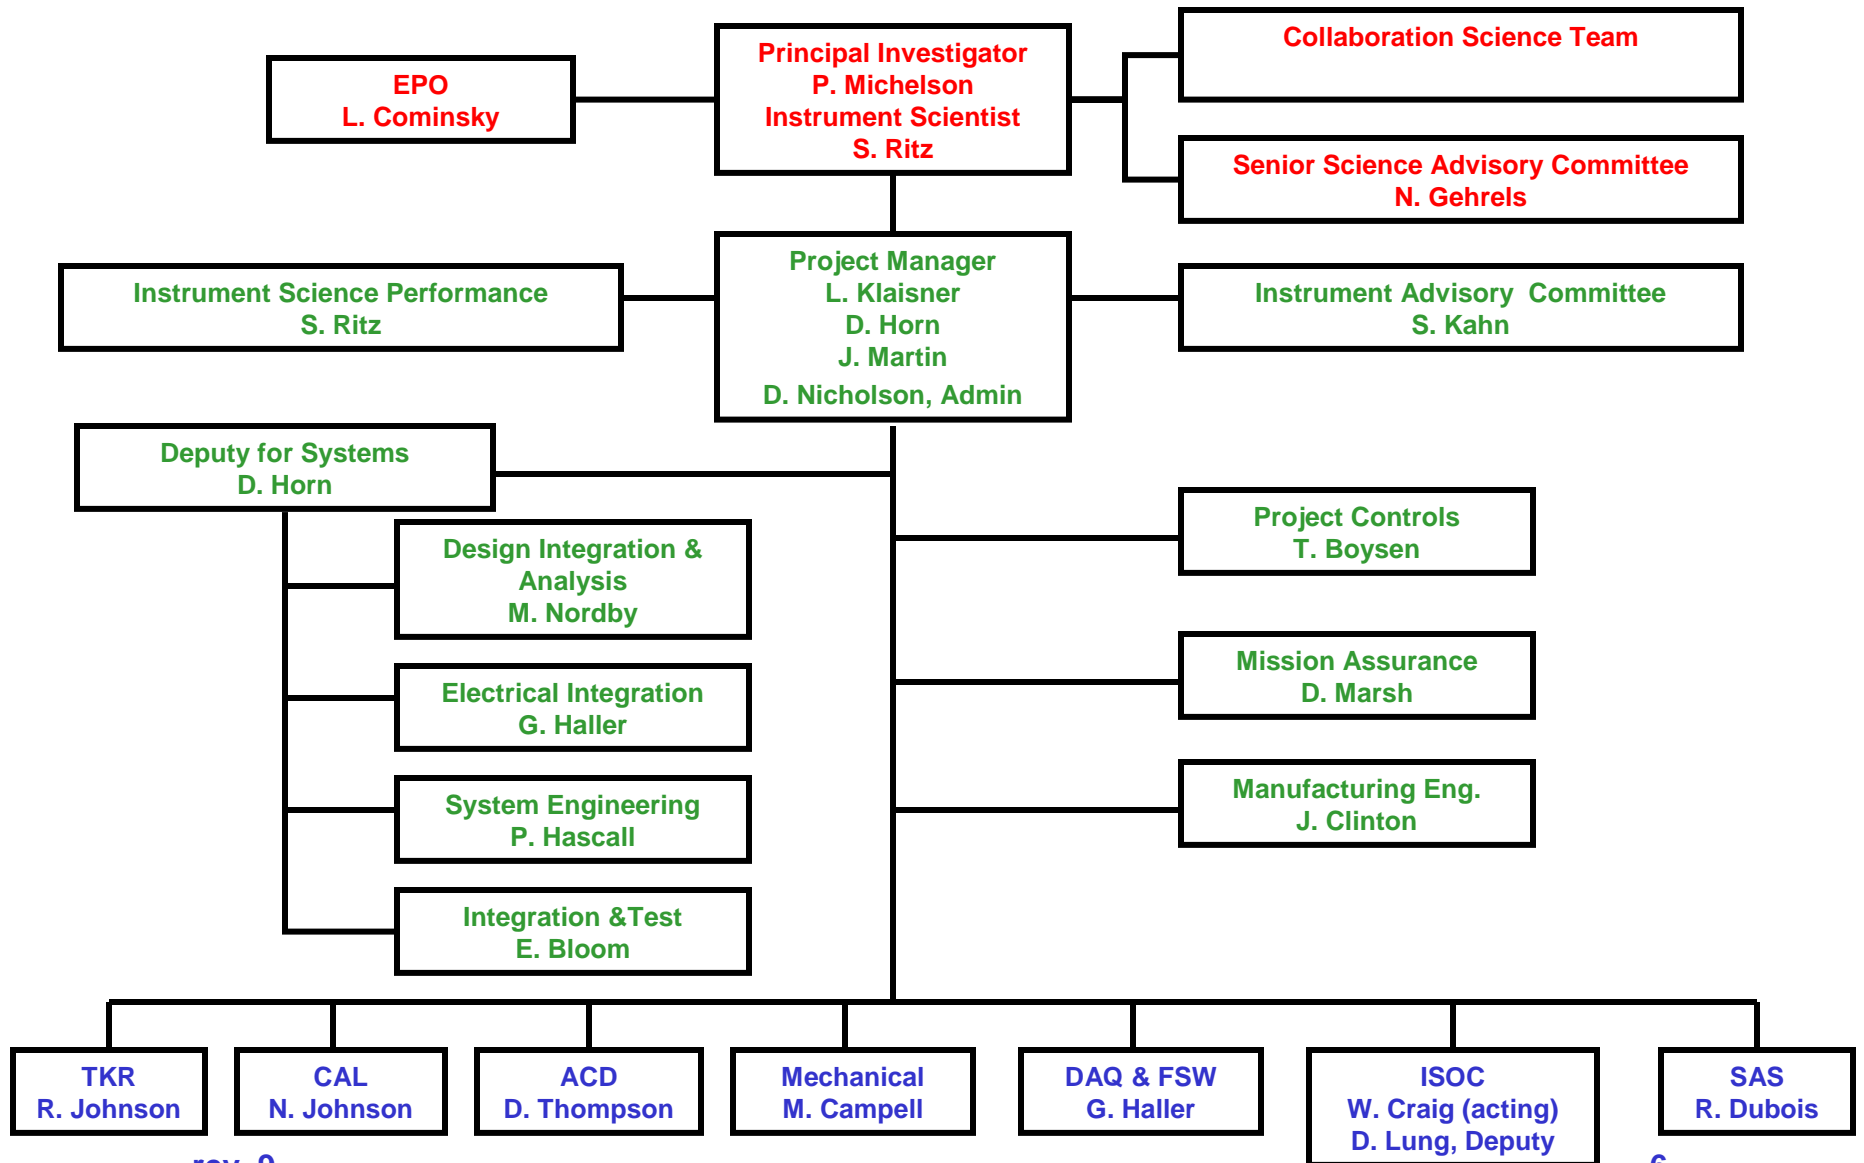 EPO
L. Cominsky
Principal Investigator
P. Michelson
Instrument Scientist
S. Ritz
Collaboration Science Team
Senior Science Advisory Committee
N. Gehrels
Instrument Science Performance
S. Ritz
Project Manager
L. Klaisner
D. Horn
J. Martin
D. Nicholson, Admin
Instrument Advisory Committee
S. Kahn
Deputy for Systems
D. Horn
Design Integration &
Analysis
M. Nordby
Electrical Integration
G. Haller
System Engineering
P. Hascall
Integration &Test
E. Bloom
Project Controls
T. Boysen
Mission Assurance
D. Marsh
Manufacturing Eng.
J. Clinton
TKR
R. Johnson
CAL
N. Johnson
ACD
D. Thompson
Mechanical
M. Campell
DAQ & FSW
G. Haller
ISOC
W. Craig (acting)
D. Lung, Deputy
SAS
R. Dubois